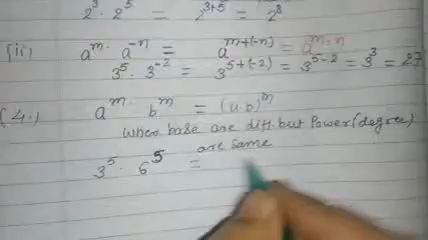 2³ · 2⁵ = 2³⁺⁵ = 2⁸
(iii) aᵐ · a⁻ⁿ = aᵐ⁺⁽⁻ⁿ⁾ = aᵐ⁻ⁿ
3⁵ · 3⁻² = 3⁵⁺⁽⁻²⁾ = 3⁵⁻² = 3³ = 27
(4.) aᵐ · bᵐ = (a·b)ᵐ
When base are diff. but Power(degree)
are same
3⁵ · 6⁵ =